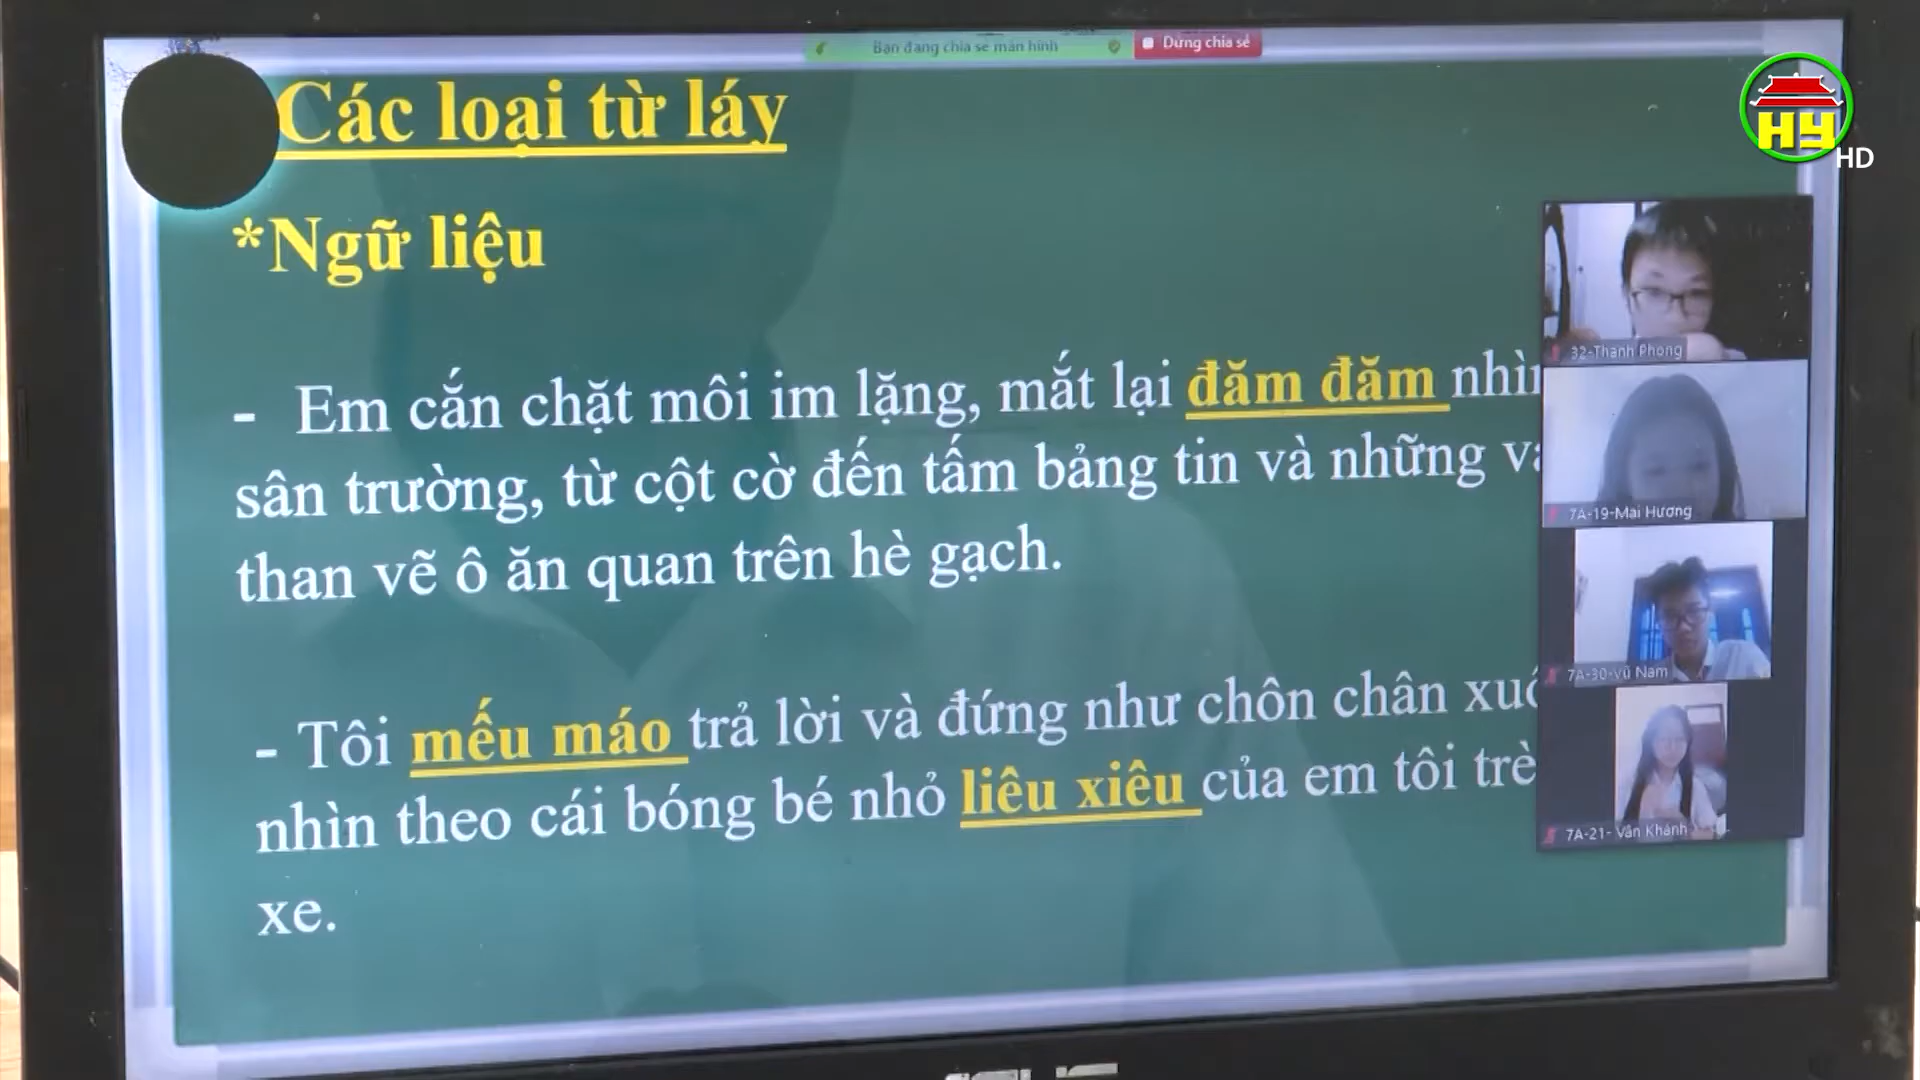 Bạn đang chia sẻ màn hình
Dừng chia sẻ
Các loại từ láy
*Ngữ liệu
- Em cắn chặt môi im lặng, mắt lại đăm đăm nhìn
sân trường, từ cột cờ đến tấm bảng tin và những
than vẽ ô ăn quan trên hè gạch.
- Tôi mếu máo trả lời và đứng như chôn chân
nhìn theo cái bóng bé nhỏ liêu xiêu của em tôi
xe.
HY
HD
32-Thanh Phong
7A-19-Mai Hương
7A-30-Vũ Nam
7A-21- Vân Khánh